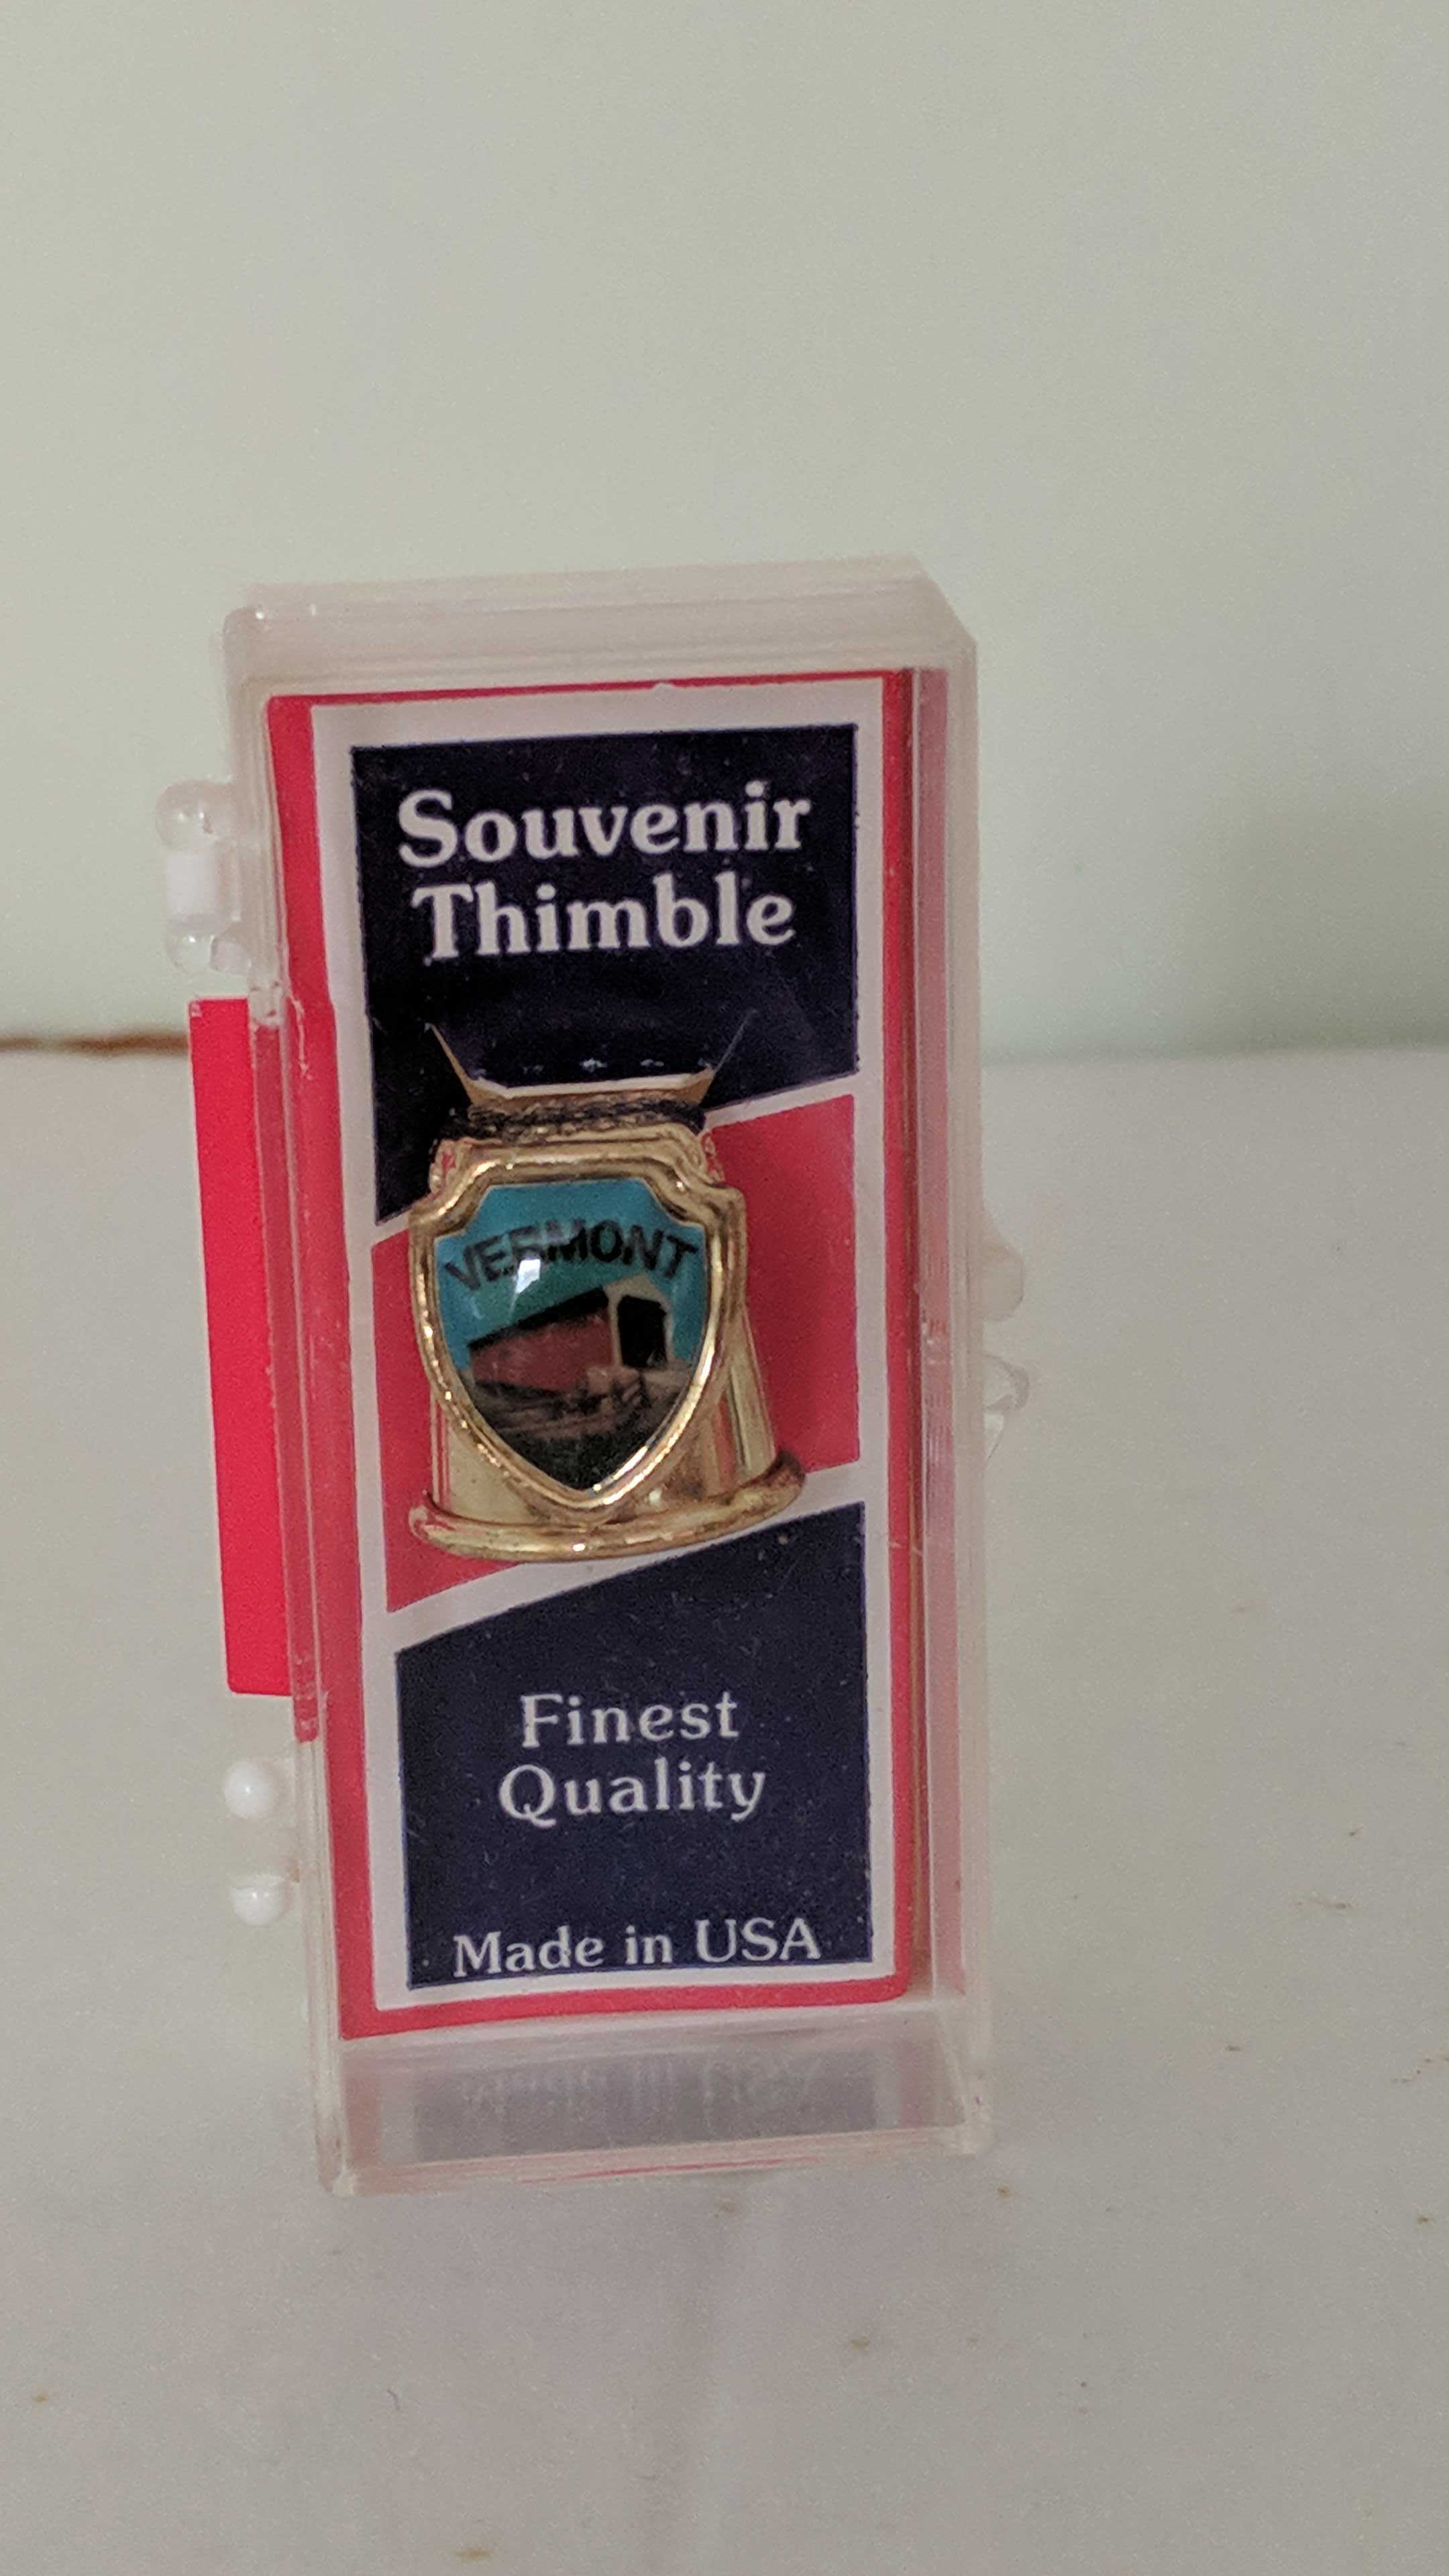 Souvenir
Thimble
VERMONT
Finest
Quality
Made in USA